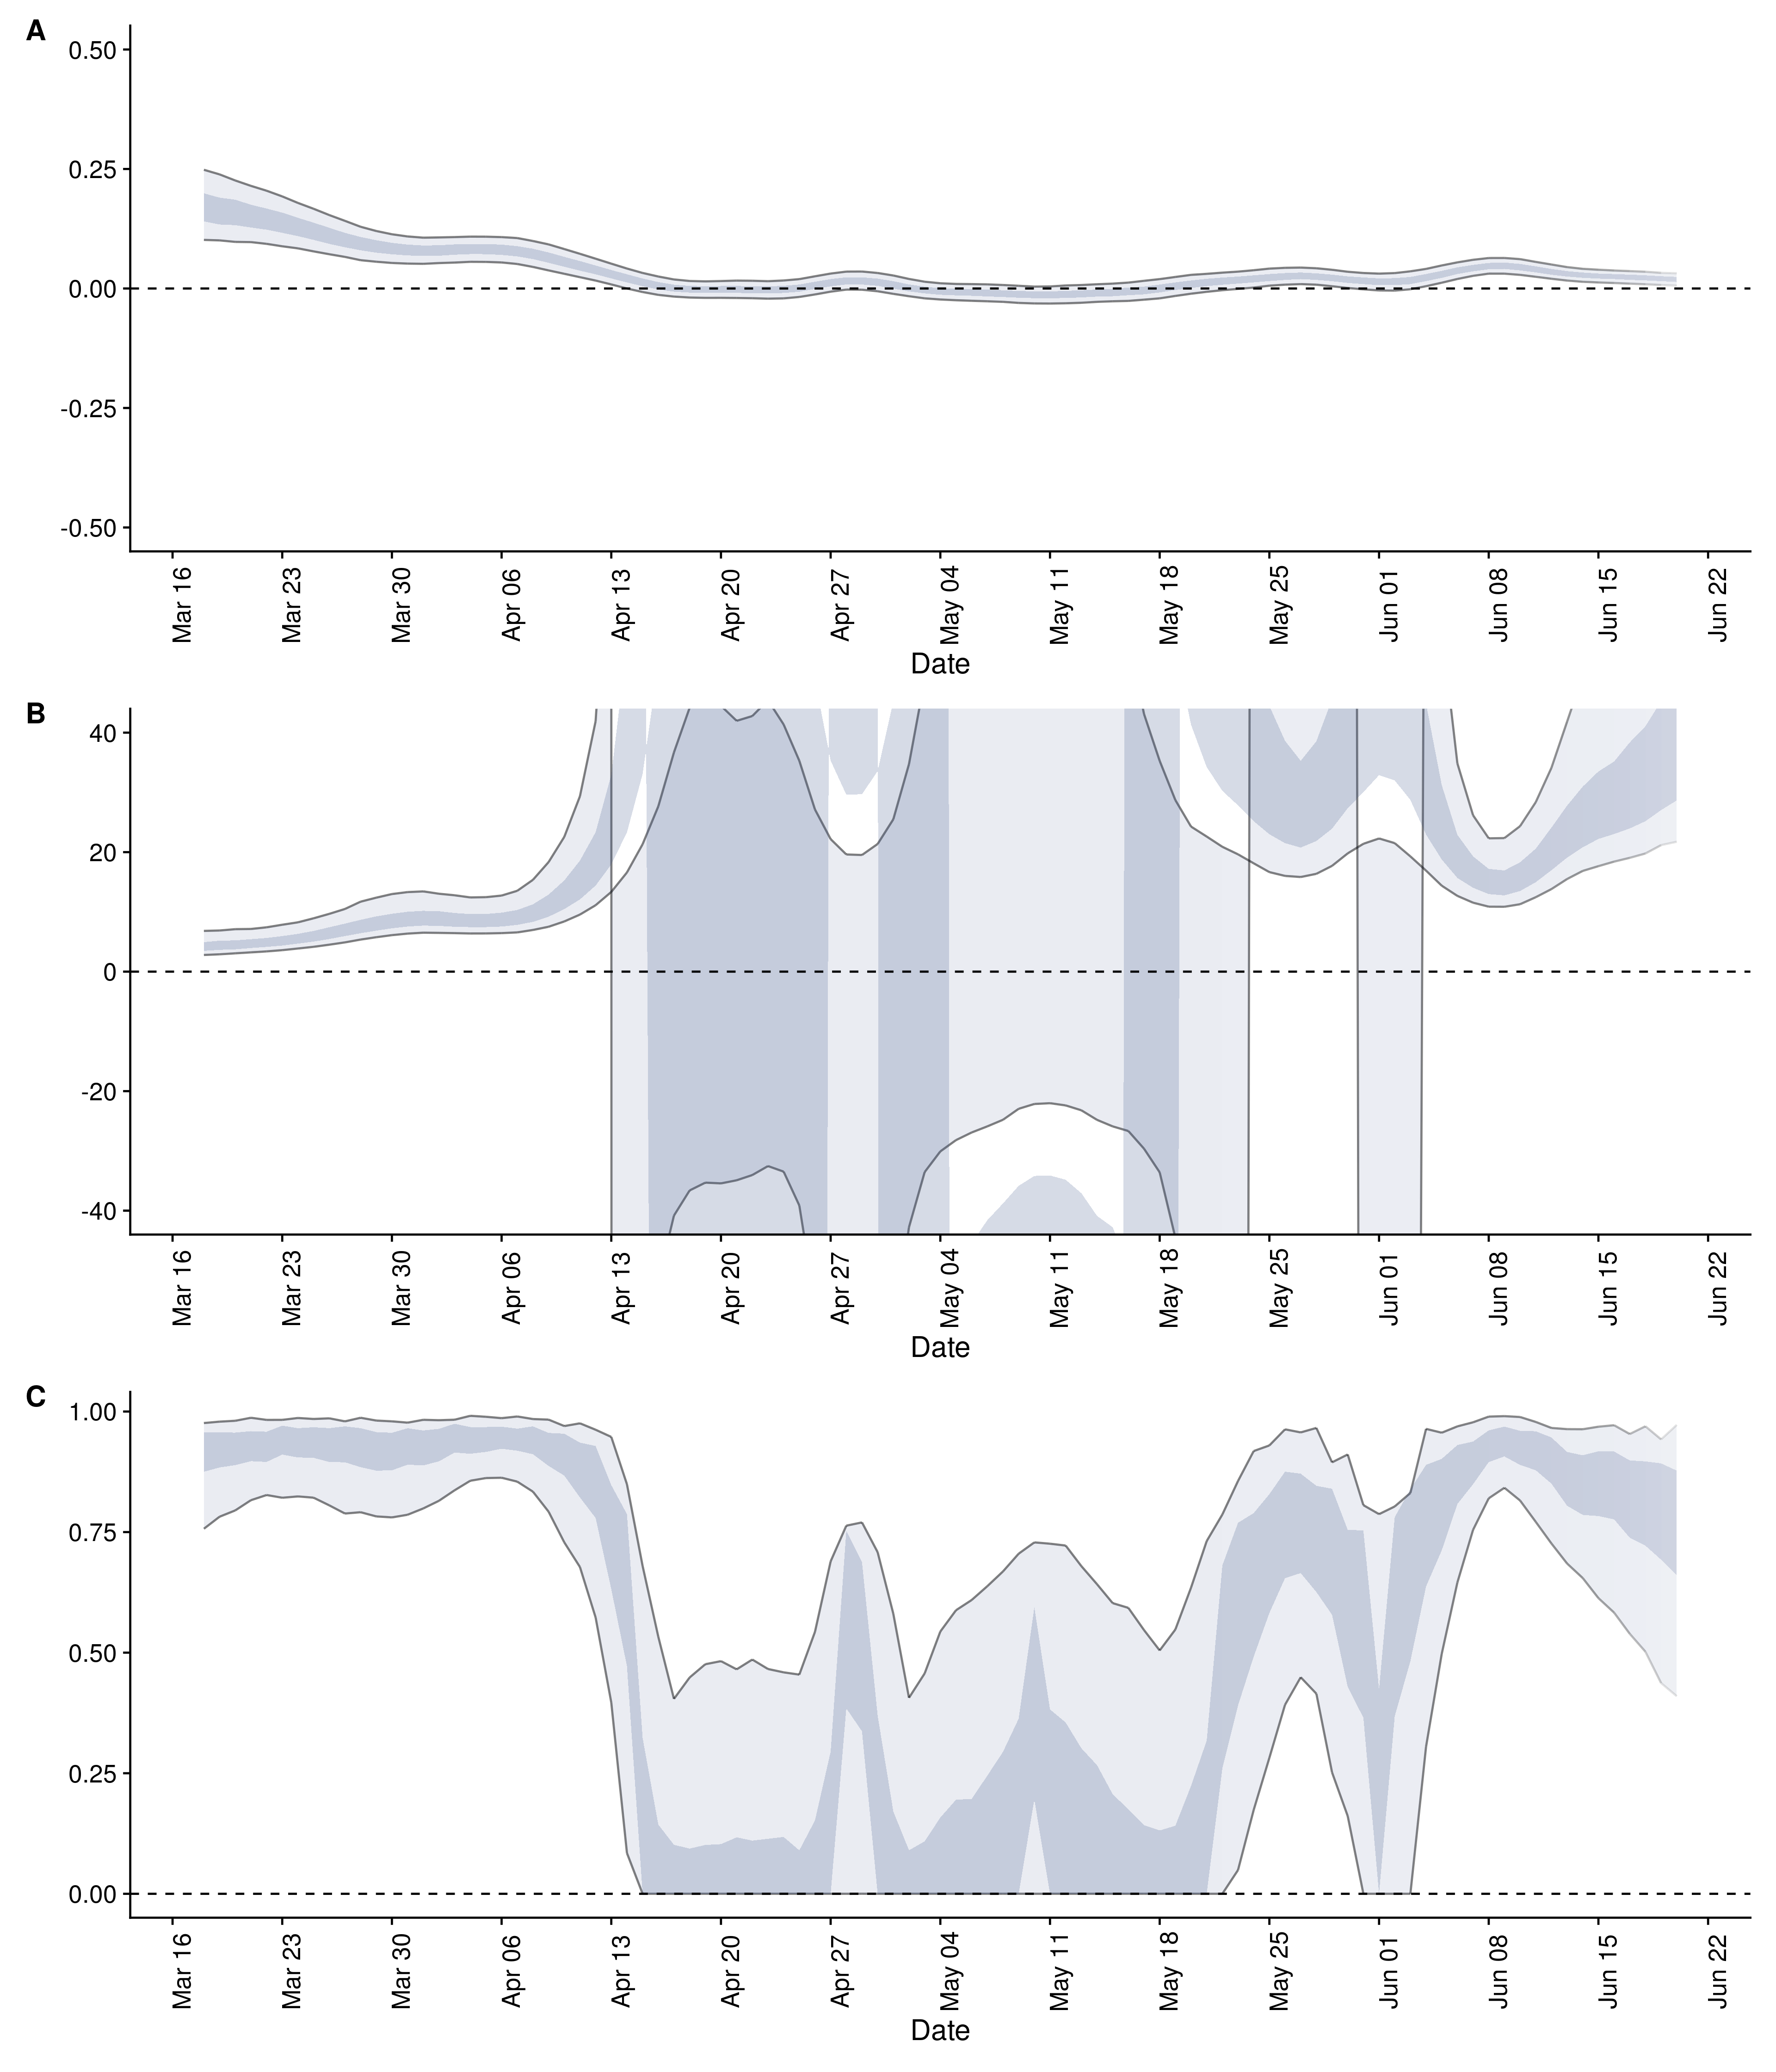 A
0.50
0.25
0.00
-0.25
-0.50
Mar 16
Mar 23
Mar 30
Apr 06
Apr 13
Apr 20
Apr 27
May 04
May 11
May 18
May 25
Jun 01
Jun 08
Jun 15
Jun 22
Date
B
40
20
0
-20
-40
Mar 16
Mar 23
Mar 30
Apr 06
Apr 13
Apr 20
Apr 27
May 04
May 11
May 18
May 25
Jun 01
Jun 08
Jun 15
Jun 22
Date
C
1.00
0.75
0.50
0.25
0.00
Mar 16
Mar 23
Mar 30
Apr 06
Apr 13
Apr 20
Apr 27
May 04
May 11
May 18
May 25
Jun 01
Jun 08
Jun 15
Jun 22
Date